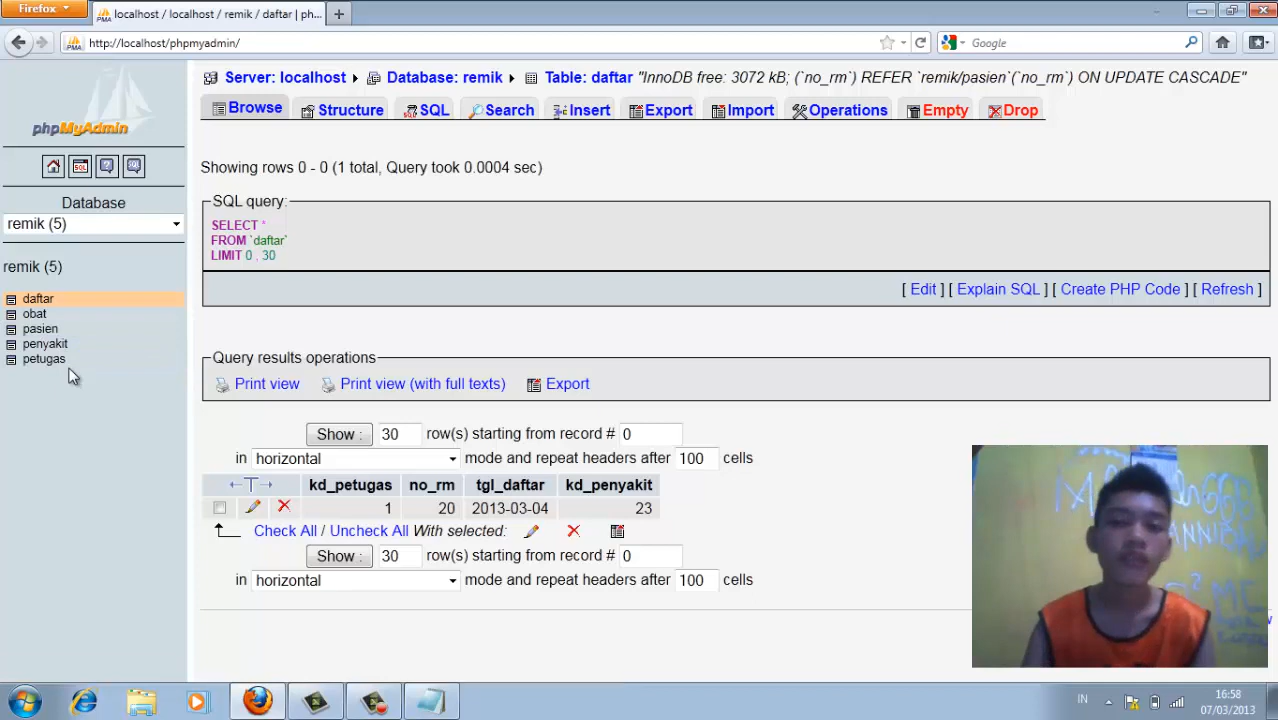 Firefox
localhost / localhost / remik / daftar | ph...
http://localhost/phpmyadmin/
Google
phpMyAdmin
Server: localhost Database: remik Table: daftar "InnoDB free: 3072 kB; (`no_rm`) REFER `remik/pasien`(`no_rm`) ON UPDATE CASCADE"
Browse Structure SQL Search Insert Export Import Operations Empty Drop
Database
remik (5)
remik (5)
daftar
obat
pasien
penyakit
petugas
Showing rows 0 - 0 (1 total, Query took 0.0004 sec)
SQL query:
SELECT *
FROM `daftar`
LIMIT 0 , 30
[ Edit ] [ Explain SQL ] [ Create PHP Code ] [ Refresh ]
Query results operations
Print view Print view (with full texts) Export
Show : 30 row(s) starting from record # 0
in horizontal mode and repeat headers after 100 cells
←T→ kd_petugas no_rm tgl_daftar kd_penyakit
1 20 2013-03-04 23
Check All / Uncheck All With selected:
Show : 30 row(s) starting from record # 0
in horizontal mode and repeat headers after 100 cells
IN
16:58
07/03/2013